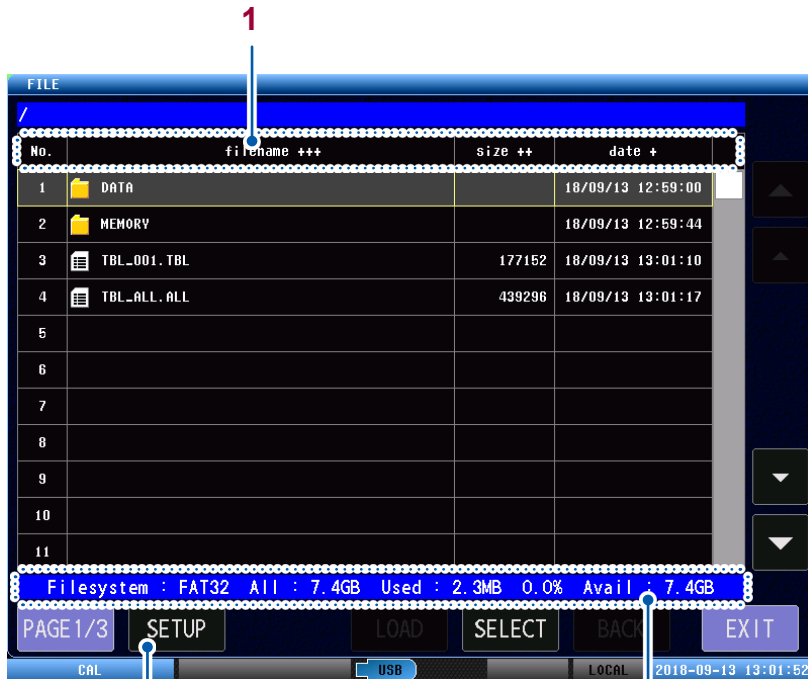 1
FILE
/
No. filename +++ size ++ date +
1 DATA 18/09/13 12:59:00
2 MEMORY 18/09/13 12:59:44
3 TBL_001.TBL 177152 18/09/13 13:01:10
4 TBL_ALL.ALL 439296 18/09/13 13:01:17
5
6
7
8
9
10
11
Filesystem : FAT32 All : 7.4GB Used : 2.3MB 0.0% Avail : 7.4GB
PAGE1/3 SETUP LOAD SELECT BACK EXIT
CAL USB LOCAL 2018-09-13 13:01:52